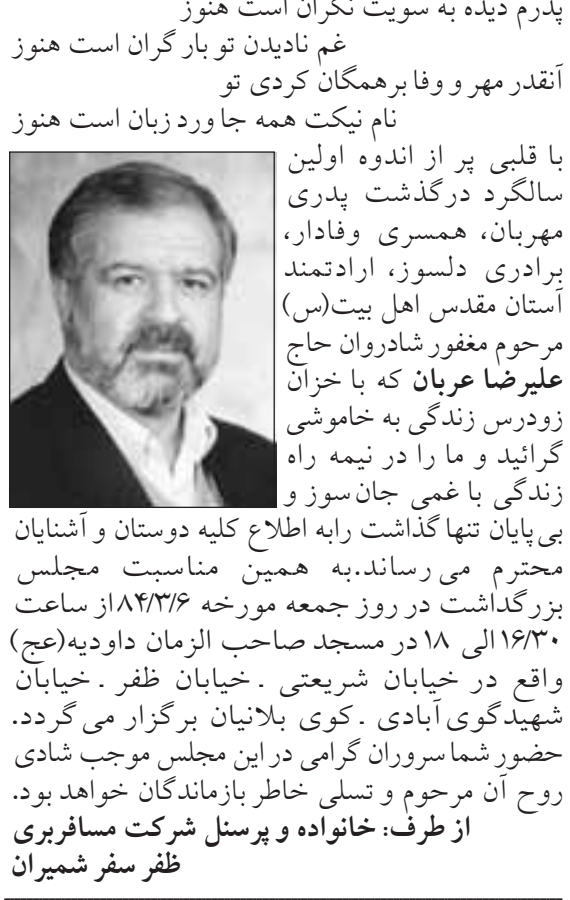 پدرم دیده به سویت نگران است هنوز
غم نادیدن تو بار گران است هنوز
آنقدر مهر و وفا برهمگان کردی تو
نام نیکت همه جا ورد زبان است هنوز
با قلبی پر از اندوه اولین
سالگرد درگذشت پدری
مهربان، همسری وفادار،
برادری دلسوز، ارادتمند
آستان مقدس اهل بیت(س)
مرحوم مغفور شادروان حاج
علیرضا عربان که با خزان
زودرس زندگی به خاموشی
گرائید و ما را در نیمه راه
زندگی با غمی جان‌سوز و
بی‌پایان تنها گذاشت رابه اطلاع کلیه دوستان و آشنایان
محترم می‌رساند.به همین مناسبت مجلس
بزرگداشت در روز جمعه مورخه ۸۴/۳/۶از ساعت
۱۶/۳۰الی ۱۸ در مسجد صاحب الزمان داودیه(عج)
واقع در خیابان شریعتی ـ خیابان ظفر ـ خیابان
شهیدگوی‌آبادی ـ کوی بلانیان برگزار می‌گردد.
حضور شما سروران گرامی در این مجلس موجب شادی
روح آن مرحوم و تسلی خاطر بازماندگان خواهد بود.
از طرف: خانواده و پرسنل شرکت مسافربری
ظفر سفر شمیران